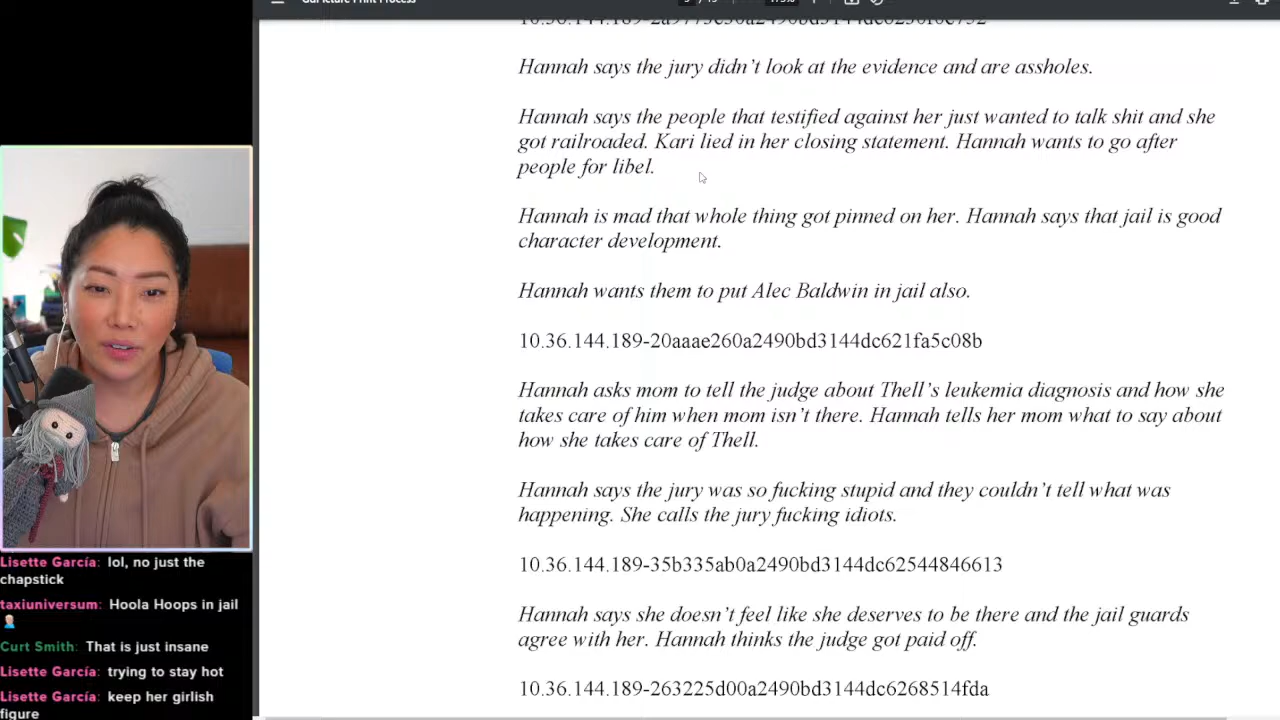 Hannah says the jury didn't look at the evidence and are assholes.
Hannah says the people that testified against her just wanted to talk shit and she
got railroaded. Kari lied in her closing statement. Hannah wants to go after
people for libel.
Hannah is mad that whole thing got pinned on her. Hannah says that jail is good
character development.
Hannah wants them to put Alec Baldwin in jail also.
10.36.144.189-20aaae260a2490bd3144dc621fa5c08b
Hannah asks mom to tell the judge about Thell's leukemia diagnosis and how she
takes care of him when mom isn't there. Hannah tells her mom what to say about
how she takes care of Thell.
Hannah says the jury was so fucking stupid and they couldn't tell what was
happening. She calls the jury fucking idiots.
10.36.144.189-35b335ab0a2490bd3144dc62544846613
Hannah says she doesn't feel like she deserves to be there and the jail guards
agree with her. Hannah thinks the judge got paid off.
10.36.144.189-263225d00a2490bd3144dc6268514fda
Lisette García: lol, no just the
chapstick
taxiuniversum: Hoola Hoops in jail
Curt Smith: That is just insane
Lisette García: trying to stay hot
Lisette García: keep her girlish
figure